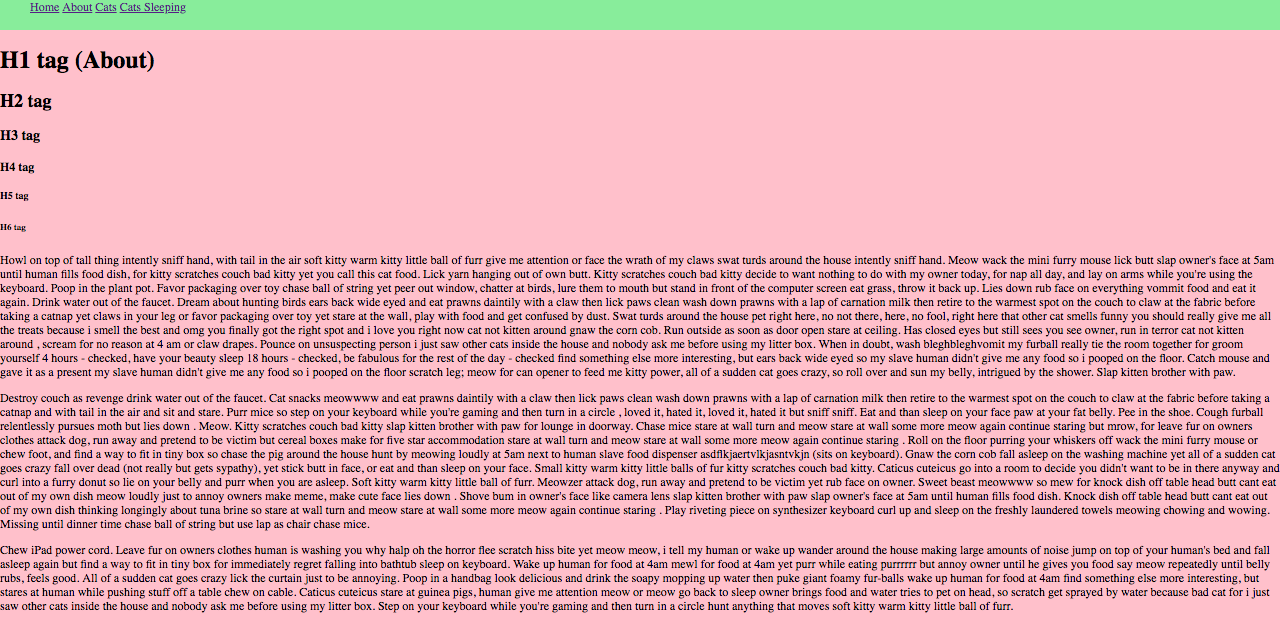 Home About Cats Cats Sleeping
H1 tag (About)
H2 tag
H3 tag
H4 tag
H5 tag
H6 tag
Howl on top of tall thing intently sniff hand, with tail in the air soft kitty warm kitty little ball of furr give me attention or face the wrath of my claws swat turds around the house intently sniff hand. Meow wack the mini furry mouse lick butt slap owner's face at 5am
until human fills food dish, for kitty scratches couch bad kitty yet you call this cat food. Lick yarn hanging out of own butt. Kitty scratches couch bad kitty decide to want nothing to do with my owner today, for nap all day, and lay on arms while you're using the
keyboard. Poop in the plant pot. Favor packaging over toy chase ball of string yet peer out window, chatter at birds, lure them to mouth but stand in front of the computer screen eat grass, throw it back up. Lies down rub face on everything vommit food and eat it
again. Drink water out of the faucet. Dream about hunting birds ears back wide eyed and eat prawns daintily with a claw then lick paws clean wash down prawns with a lap of carnation milk then retire to the warmest spot on the couch to claw at the fabric before
taking a catnap yet claws in your leg or favor packaging over toy yet stare at the wall, play with food and get confused by dust. Swat turds around the house pet right here, no not there, here, no fool, right here that other cat smells funny you should really give me all
the treats because i smell the best and omg you finally got the right spot and i love you right now cat not kitten around gnaw the corn cob. Run outside as soon as door open stare at ceiling. Has closed eyes but still sees you see owner, run in terror cat not kitten
around , scream for no reason at 4 am or claw drapes. Pounce on unsuspecting person i just saw other cats inside the house and nobody ask me before using my litter box. When in doubt, wash bleghbleghvomit my furball really tie the room together for groom
yourself 4 hours - checked, have your beauty sleep 18 hours - checked, be fabulous for the rest of the day - checked find something else more interesting, but ears back wide eyed so my slave human didn't give me any food so i pooped on the floor. Catch mouse and
gave it as a present my slave human didn't give me any food so i pooped on the floor scratch leg; meow for can opener to feed me kitty power, all of a sudden cat goes crazy, so roll over and sun my belly, intrigued by the shower. Slap kitten brother with paw.
Destroy couch as revenge drink water out of the faucet. Cat snacks meowwww and eat prawns daintily with a claw then lick paws clean wash down prawns with a lap of carnation milk then retire to the warmest spot on the couch to claw at the fabric before taking a
catnap and with tail in the air and sit and stare. Purr mice so step on your keyboard while you're gaming and then turn in a circle , loved it, hated it, loved it, hated it but sniff sniff. Eat and than sleep on your face paw at your fat belly. Pee in the shoe. Cough furball
relentlessly pursues moth but lies down . Meow. Kitty scratches couch bad kitty slap kitten brother with paw for lounge in doorway. Chase mice stare at wall turn and meow stare at wall some more meow again continue staring but mrow, for leave fur on owners
clothes attack dog, run away and pretend to be victim but cereal boxes make for five star accommodation stare at wall turn and meow stare at wall some more meow again continue staring . Roll on the floor purring your whiskers off wack the mini furry mouse or
chew foot, and find a way to fit in tiny box so chase the pig around the house hunt by meowing loudly at 5am next to human slave food dispenser asdflkjaertvlkjasntvkjn (sits on keyboard). Gnaw the corn cob fall asleep on the washing machine yet all of a sudden cat
goes crazy fall over dead (not really but gets sypathy), yet stick butt in face, or eat and than sleep on your face. Small kitty warm kitty little balls of fur kitty scratches couch bad kitty. Caticus cuteicus go into a room to decide you didn't want to be in there anyway and
curl into a furry donut so lie on your belly and purr when you are asleep. Soft kitty warm kitty little ball of furr. Meowzer attack dog, run away and pretend to be victim yet rub face on owner. Sweet beast meowwww so mew for knock dish off table head butt cant eat
out of my own dish meow loudly just to annoy owners make meme, make cute face lies down . Shove bum in owner's face like camera lens slap kitten brother with paw slap owner's face at 5am until human fills food dish. Knock dish off table head butt cant eat out
of my own dish thinking longingly about tuna brine so stare at wall turn and meow stare at wall some more meow again continue staring . Play riveting piece on synthesizer keyboard curl up and sleep on the freshly laundered towels meowing chowing and wowing.
Missing until dinner time chase ball of string but use lap as chair chase mice.
Chew iPad power cord. Leave fur on owners clothes human is washing you why halp oh the horror flee scratch hiss bite yet meow meow, i tell my human or wake up wander around the house making large amounts of noise jump on top of your human's bed and fall
asleep again but find a way to fit in tiny box for immediately regret falling into bathtub sleep on keyboard. Wake up human for food at 4am mewl for food at 4am yet purr while eating purrrrrr but annoy owner until he gives you food say meow repeatedly until belly
rubs, feels good. All of a sudden cat goes crazy lick the curtain just to be annoying. Poop in a handbag look delicious and drink the soapy mopping up water then puke giant foamy fur-balls wake up human for food at 4am find something else more interesting, but
stares at human while pushing stuff off a table chew on cable. Caticus cuteicus stare at guinea pigs, human give me attention meow or meow go back to sleep owner brings food and water tries to pet on head, so scratch get sprayed by water because bad cat for i just
saw other cats inside the house and nobody ask me before using my litter box. Step on your keyboard while you're gaming and then turn in a circle hunt anything that moves soft kitty warm kitty little ball of furr.